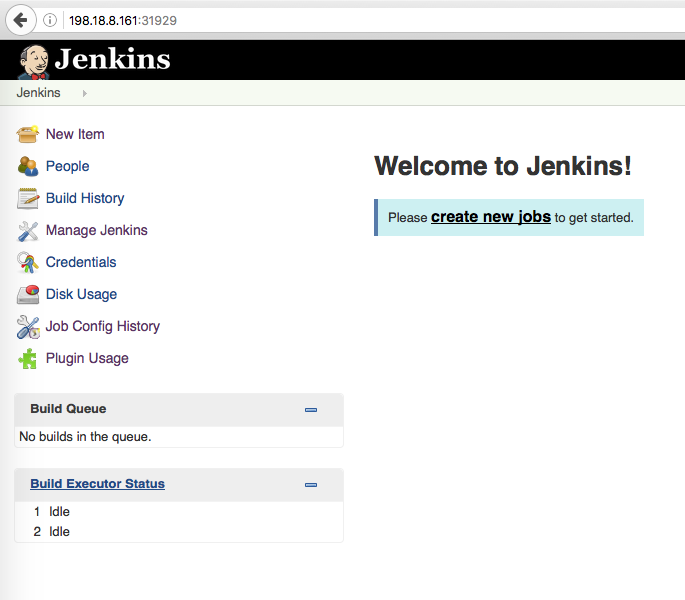 198.18.8.161:31929
Jenkins
Jenkins
New Item
People
Build History
Manage Jenkins
Credentials
Disk Usage
Job Config History
Plugin Usage
Build Queue
No builds in the queue.
Build Executor Status
1 Idle
2 Idle
Welcome to Jenkins!
Please create new jobs to get started.